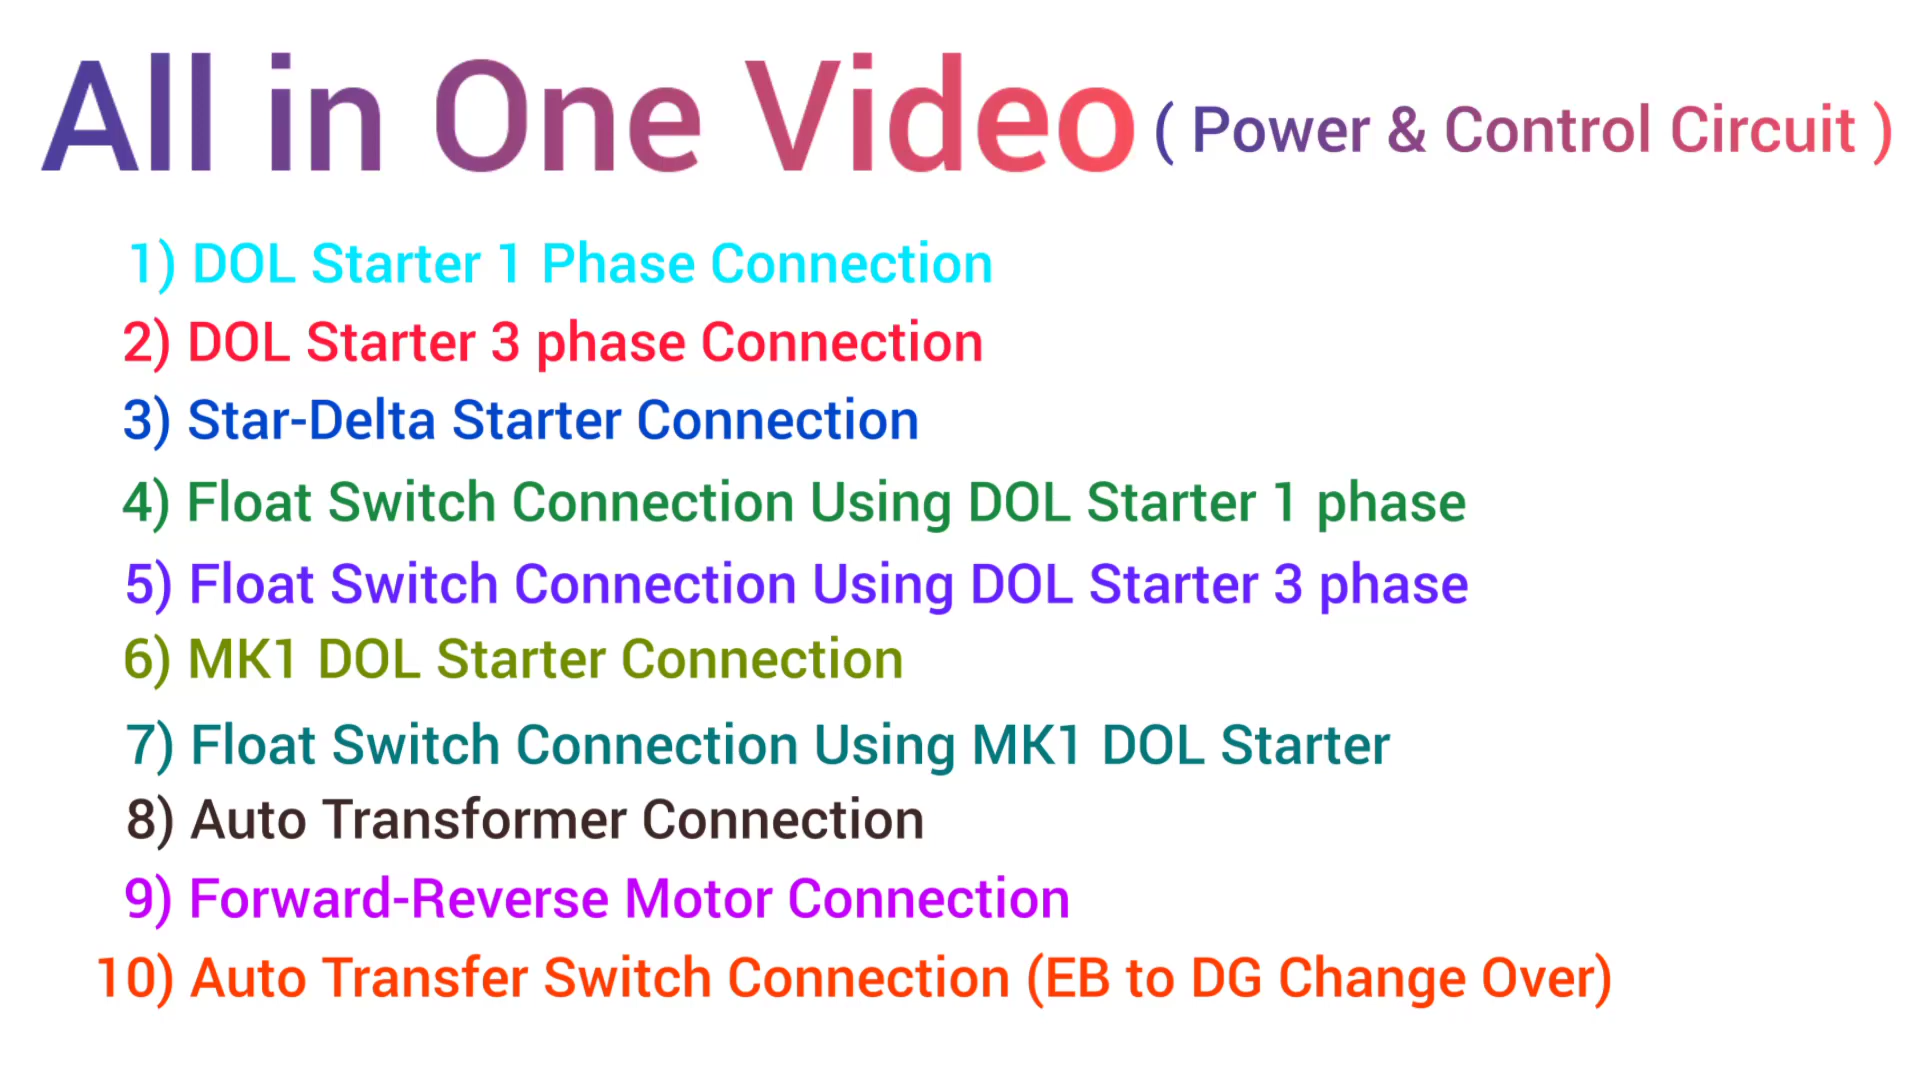 All in One Video ( Power & Control Circuit )
1) DOL Starter 1 Phase Connection
2) DOL Starter 3 phase Connection
3) Star-Delta Starter Connection
4) Float Switch Connection Using DOL Starter 1 phase
5) Float Switch Connection Using DOL Starter 3 phase
6) MK1 DOL Starter Connection
7) Float Switch Connection Using MK1 DOL Starter
8) Auto Transformer Connection
9) Forward-Reverse Motor Connection
10) Auto Transfer Switch Connection (EB to DG Change Over)